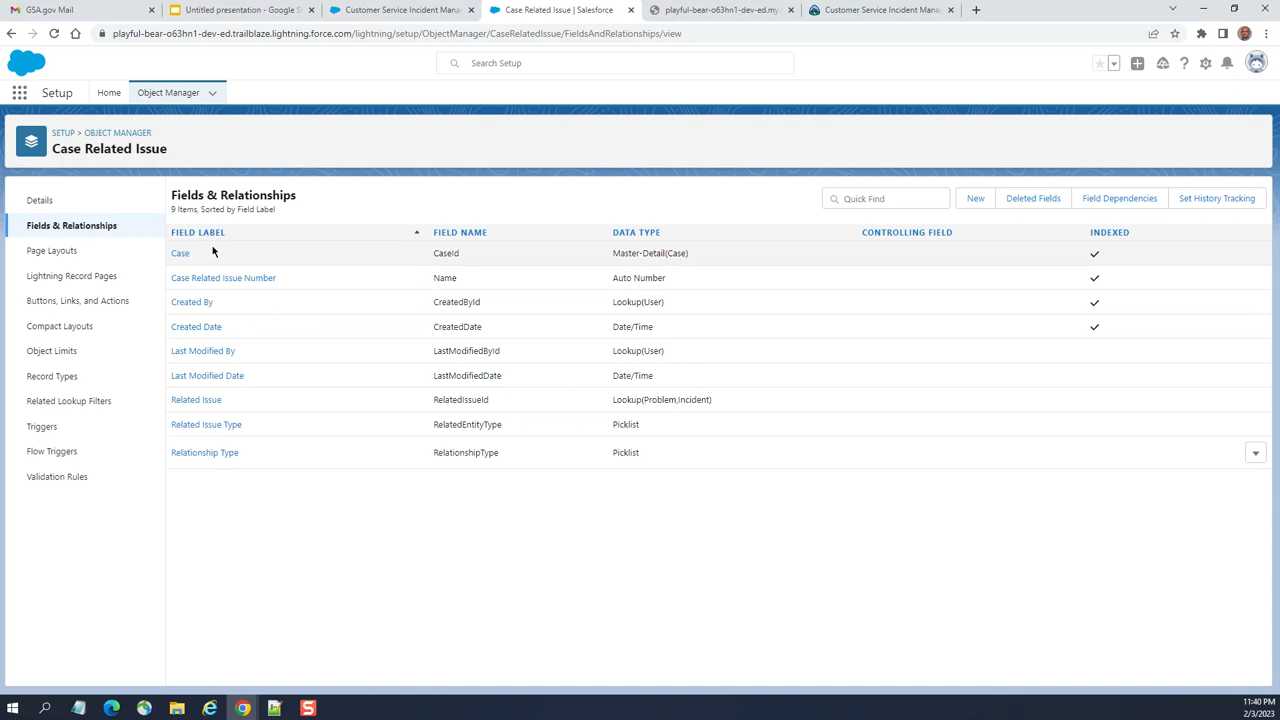 GSA.gov Mail
Untitled presentation - Google S
Customer Service Incident Mana
Case Related Issue | Salesforce
playful-bear-o63hn1-dev-ed.my.
Customer Service Incident Mana
playful-bear-o63hn1-dev-ed.trailblaze.lightning.force.com/lightning/setup/ObjectManager/CaseRelatedIssue/FieldsAndRelationships/view
Search Setup
Setup
Home
Object Manager
SETUP > OBJECT MANAGER
Case Related Issue
Details
Fields & Relationships
Page Layouts
Lightning Record Pages
Buttons, Links, and Actions
Compact Layouts
Object Limits
Record Types
Related Lookup Filters
Triggers
Flow Triggers
Validation Rules
Fields & Relationships
9 Items, Sorted by Field Label
Quick Find
New
Deleted Fields
Field Dependencies
Set History Tracking
FIELD LABEL FIELD NAME DATA TYPE CONTROLLING FIELD INDEXED
Case CaseId Master-Detail(Case)
Case Related Issue Number Name Auto Number
Created By CreatedById Lookup(User)
Created Date CreatedDate Date/Time
Last Modified By LastModifiedById Lookup(User)
Last Modified Date LastModifiedDate Date/Time
Related Issue RelatedIssueId Lookup(Problem,Incident)
Related Issue Type RelatedEntityType Picklist
Relationship Type RelationshipType Picklist
11:40 PM
2/3/2023